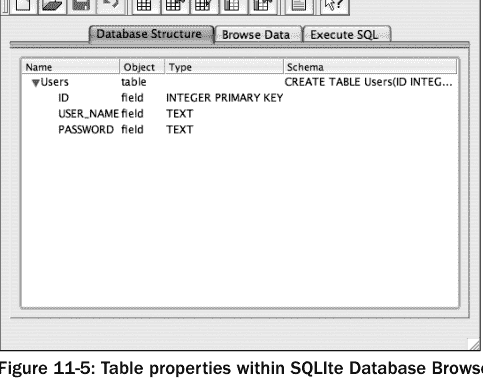 Database Structure Browse Data Execute SQL
Name Object Type Schema
Users table CREATE TABLE Users(ID INTEG...
ID field INTEGER PRIMARY KEY
USER_NAME field TEXT
PASSWORD field TEXT
Figure 11-5: Table properties within SQLIte Database Browse